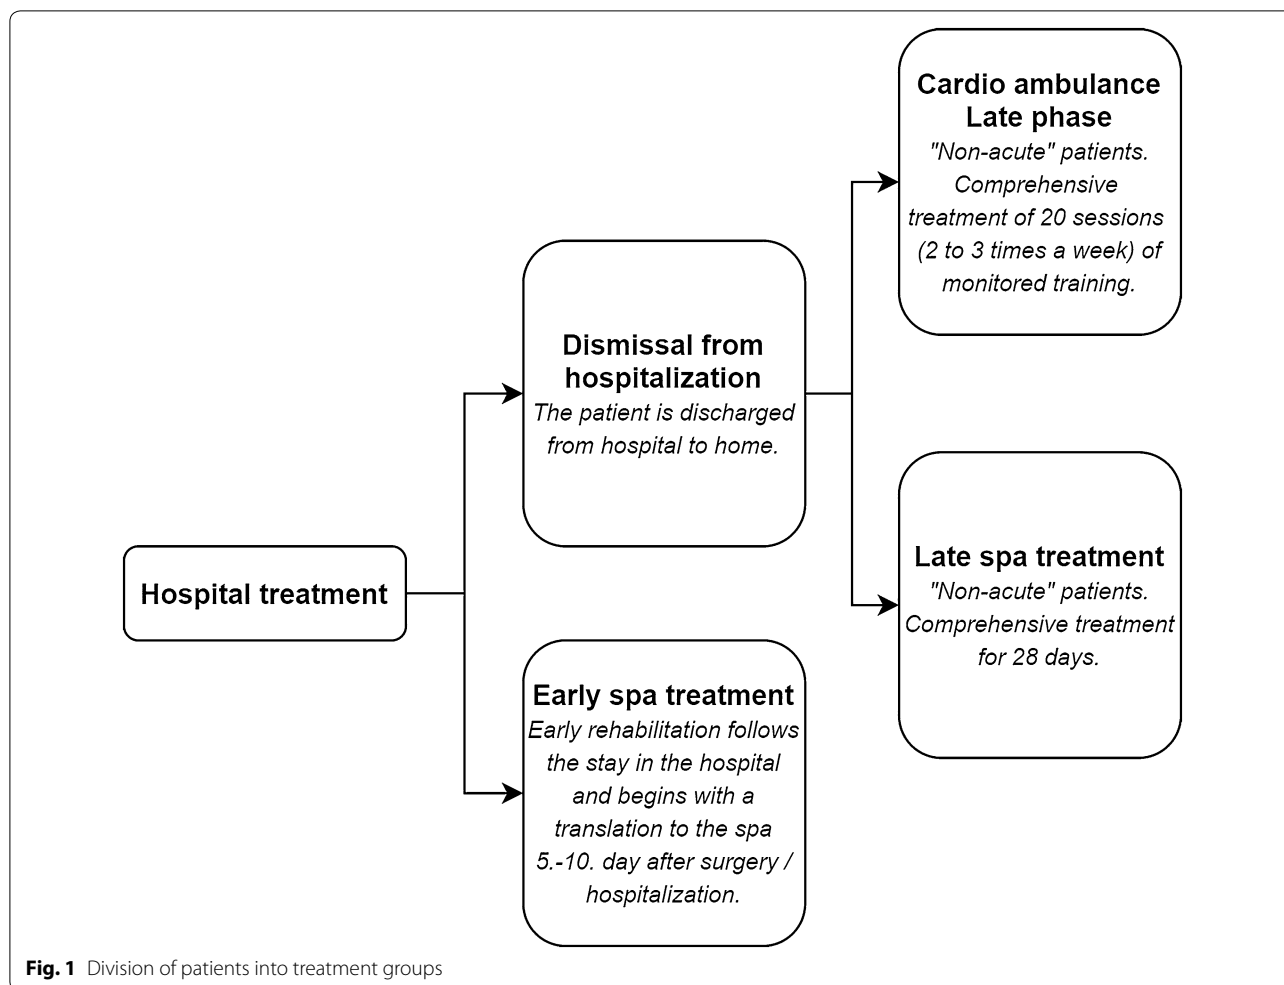 Hospital treatment
Dismissal from
hospitalization
The patient is discharged
from hospital to home.
Early spa treatment
Early rehabilitation follows
the stay in the hospital
and begins with a
translation to the spa
5.-10. day after surgery /
hospitalization.
Cardio ambulance
Late phase
"Non-acute" patients.
Comprehensive
treatment of 20 sessions
(2 to 3 times a week) of
monitored training.
Late spa treatment
"Non-acute" patients.
Comprehensive treatment
for 28 days.
Fig. 1 Division of patients into treatment groups